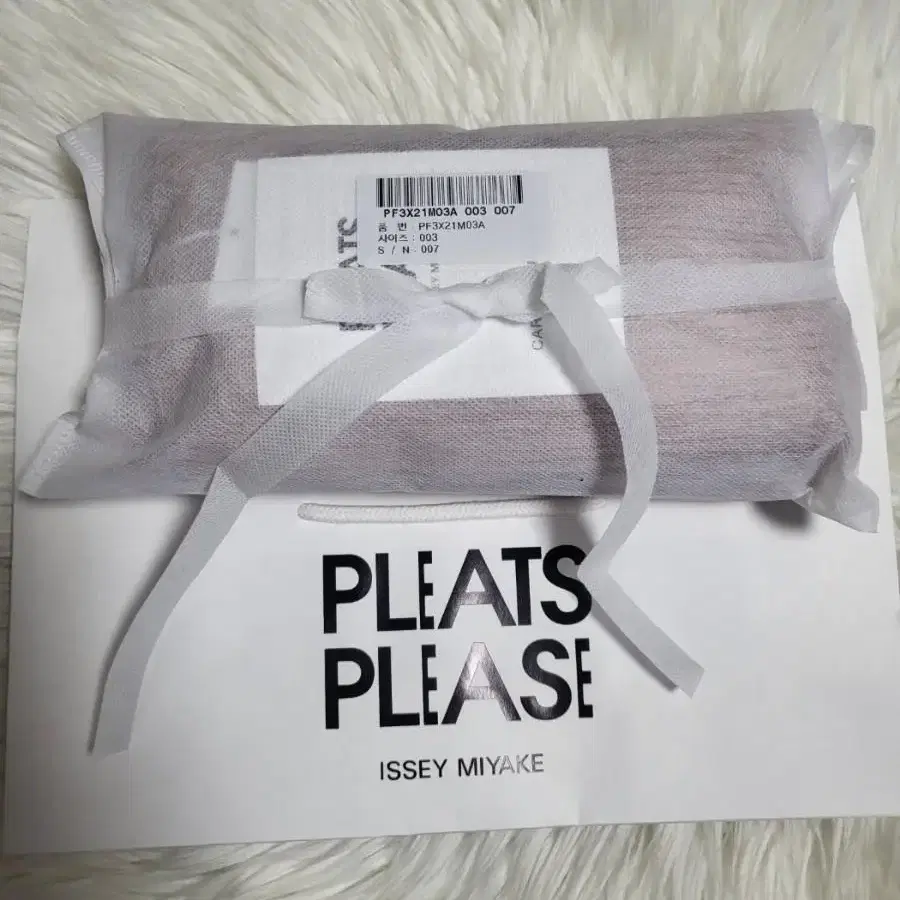 PF3X21M03A 003 007
품 번 : PF3X21M03A
사이즈 : 003
S / N : 007
PLEATS
PLEASE
ISSEY MIYAKE